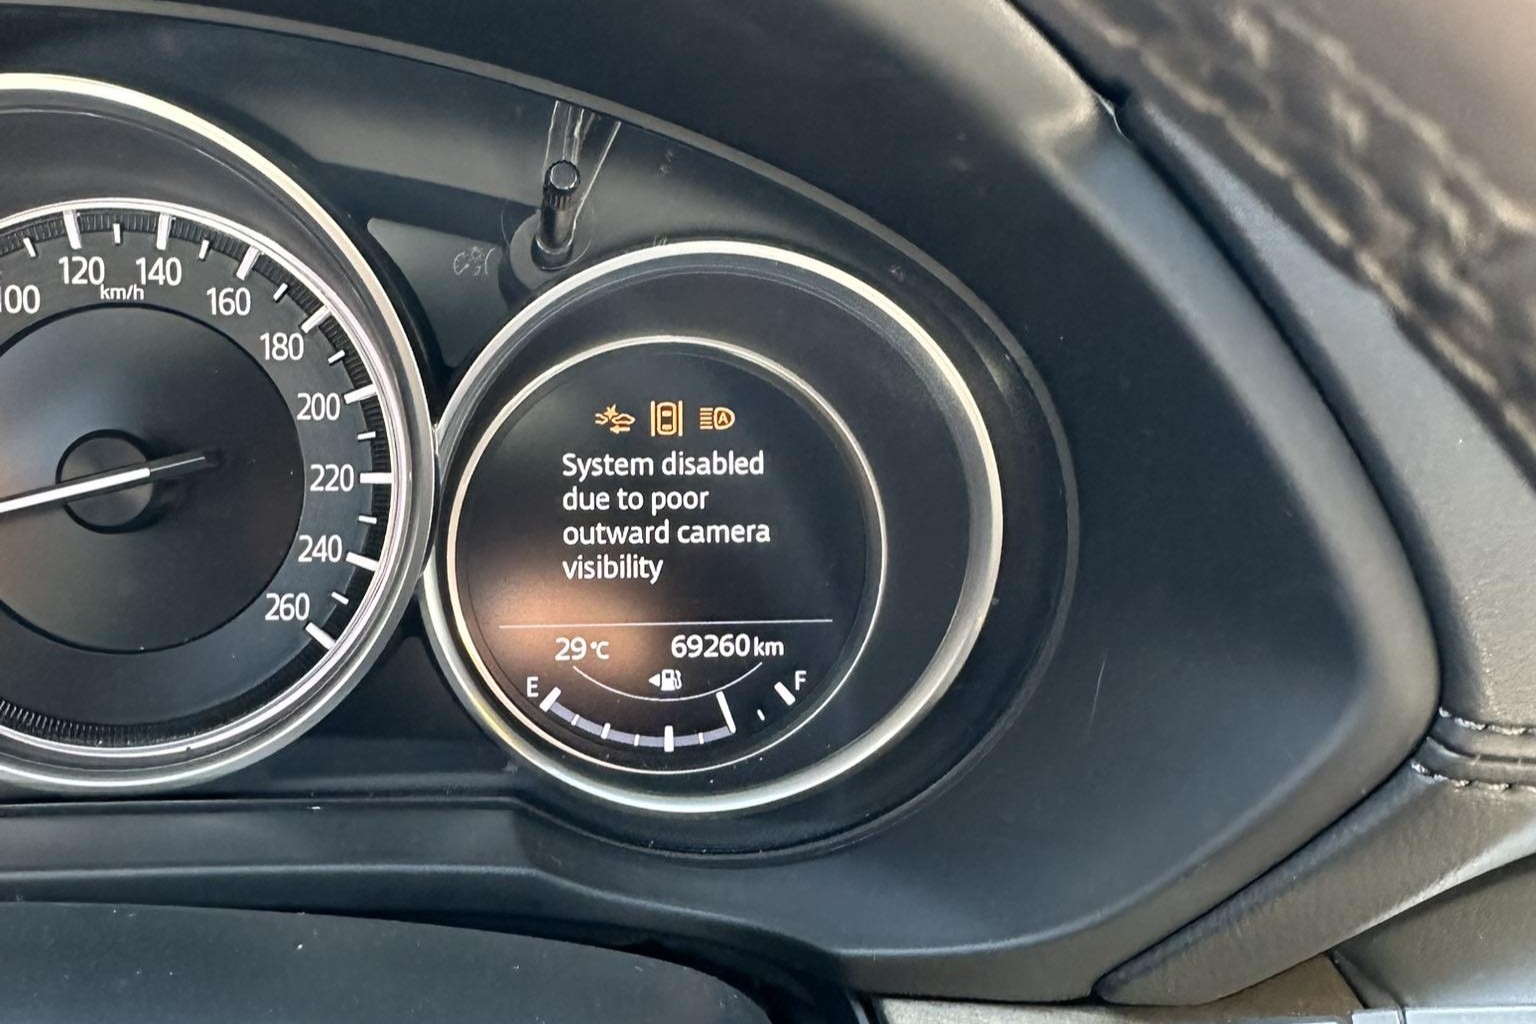 100
120
140
km/h
160
180
200
220
240
260
A
System disabled
due to poor
outward camera
visibility
29°C 69260 km
E F